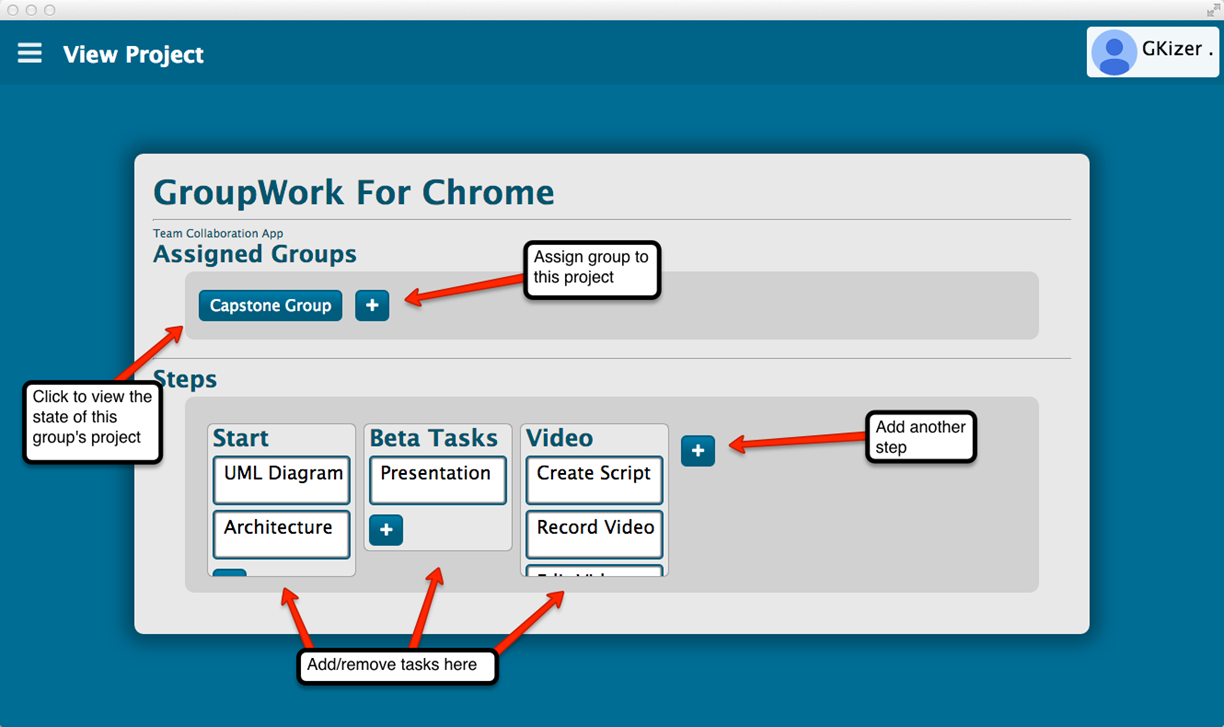 View Project
GKizer .
GroupWork For Chrome
Team Collaboration App
Assigned Groups
Assign group to
this project
Capstone Group
+
Click to view the
state of this
group's project
Steps
Start
UML Diagram
Architecture
Beta Tasks
Presentation
+
Video
Create Script
Record Video
+
Add another
step
Add/remove tasks here